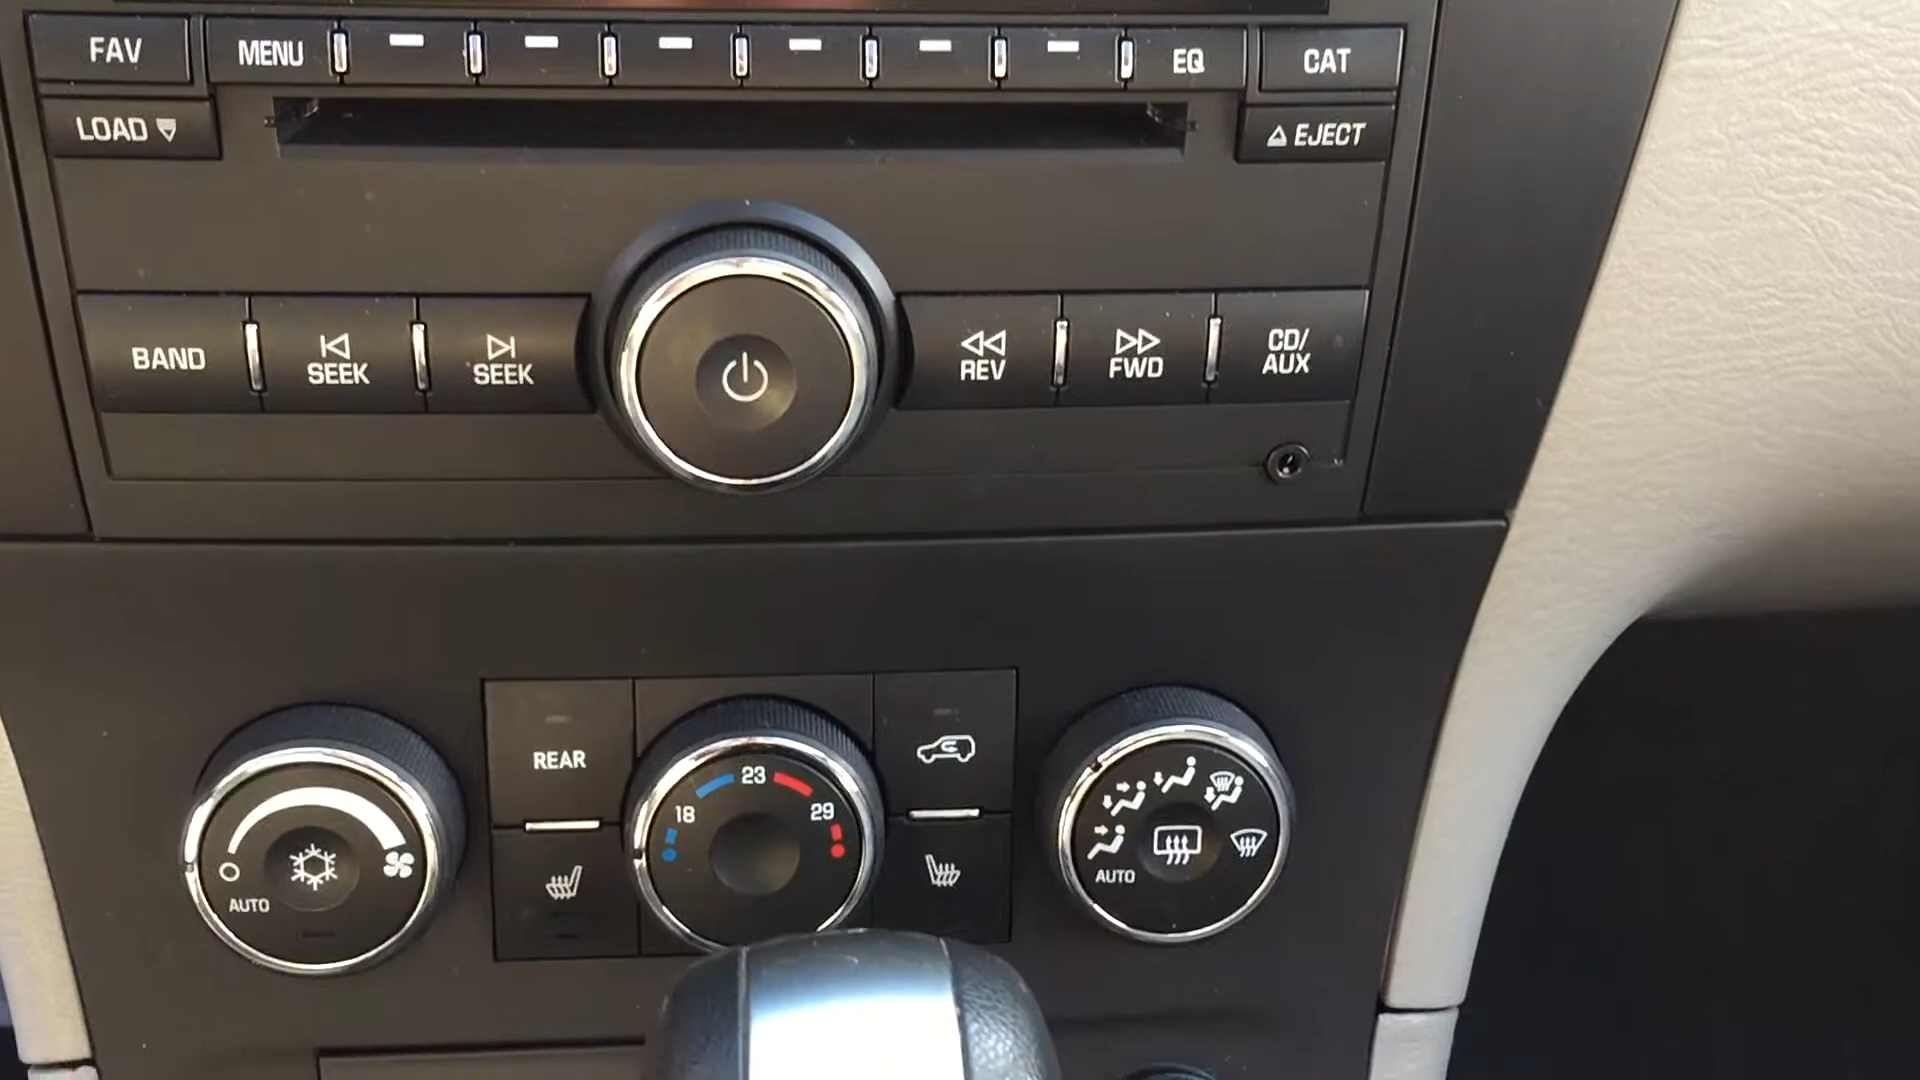 FAV
MENU
EQ
CAT
LOAD
EJECT
BAND
SEEK
SEEK
REV
FWD
CD/
AUX
REAR
18
23
29
AUTO
AUTO